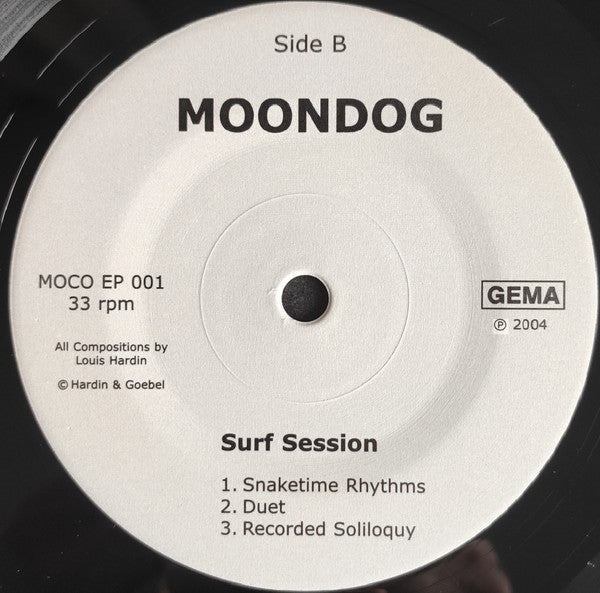 Side B
MOONDOG
MOCO EP 001
33 rpm
GEMA
℗ 2004
All Compositions by
Louis Hardin
© Hardin & Goebel
Surf Session
1. Snaketime Rhythms
2. Duet
3. Recorded Soliloquy